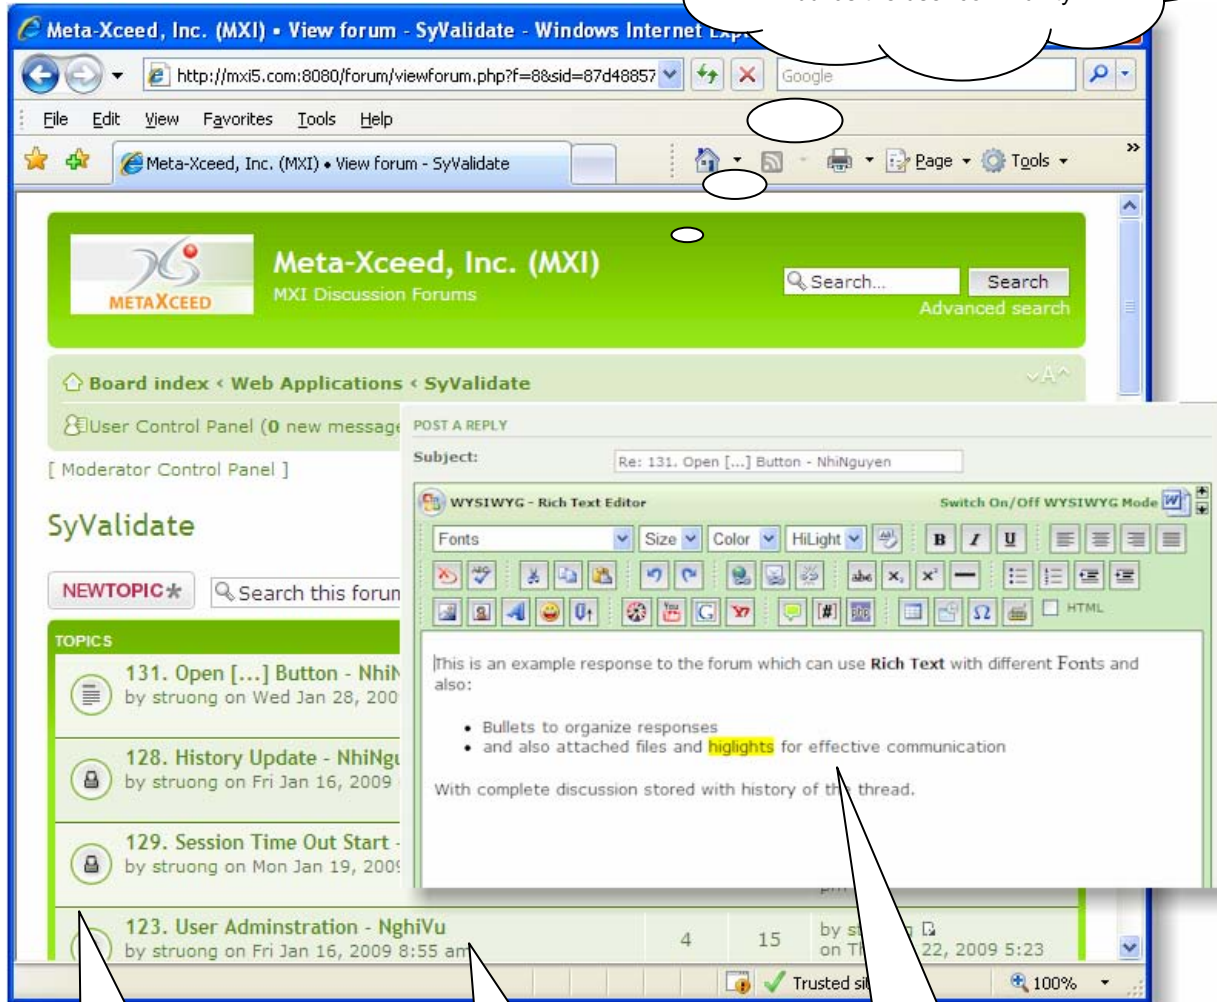 Meta-Xceed, Inc. (MXI) • View forum - SyValidate - Windows Internet
http://mxi5.com:8080/forum/viewforum.php?f=8&sid=87d48857
Google
File Edit View Favorites Tools Help
Meta-Xceed, Inc. (MXI) • View forum - SyValidate
Page Tools »
METAXCEED
Meta-Xceed, Inc. (MXI)
MXI Discussion Forums
Search...
Search
Advanced search
Board index ‹ Web Applications ‹ SyValidate
User Control Panel (0 new message
[ Moderator Control Panel ]
SyValidate
NEWTOPIC*
Search this forum
TOPICS
131. Open [...] Button - NhiN
by struong on Wed Jan 28, 200
128. History Update - NhiNgu
by struong on Fri Jan 16, 2009
129. Session Time Out Start -
by struong on Mon Jan 19, 2009
123. User Adminstration - NghiVu
by struong on Fri Jan 16, 2009 8:55 am
4
15
on
22, 2009 5:23
POST A REPLY
Subject:
Re: 131. Open [...] Button - NhiNguyen
WYSIWYG - Rich Text Editor
Switch On/Off WYSIWYG Mode
Fonts Size Color HiLight
B I U
abc x₂ x²
HTML
This is an example response to the forum which can use Rich Text with different Fonts and
also:
• Bullets to organize responses
• and also attached files and higlights for effective communication
With complete discussion stored with history of the thread.
Trusted
100%